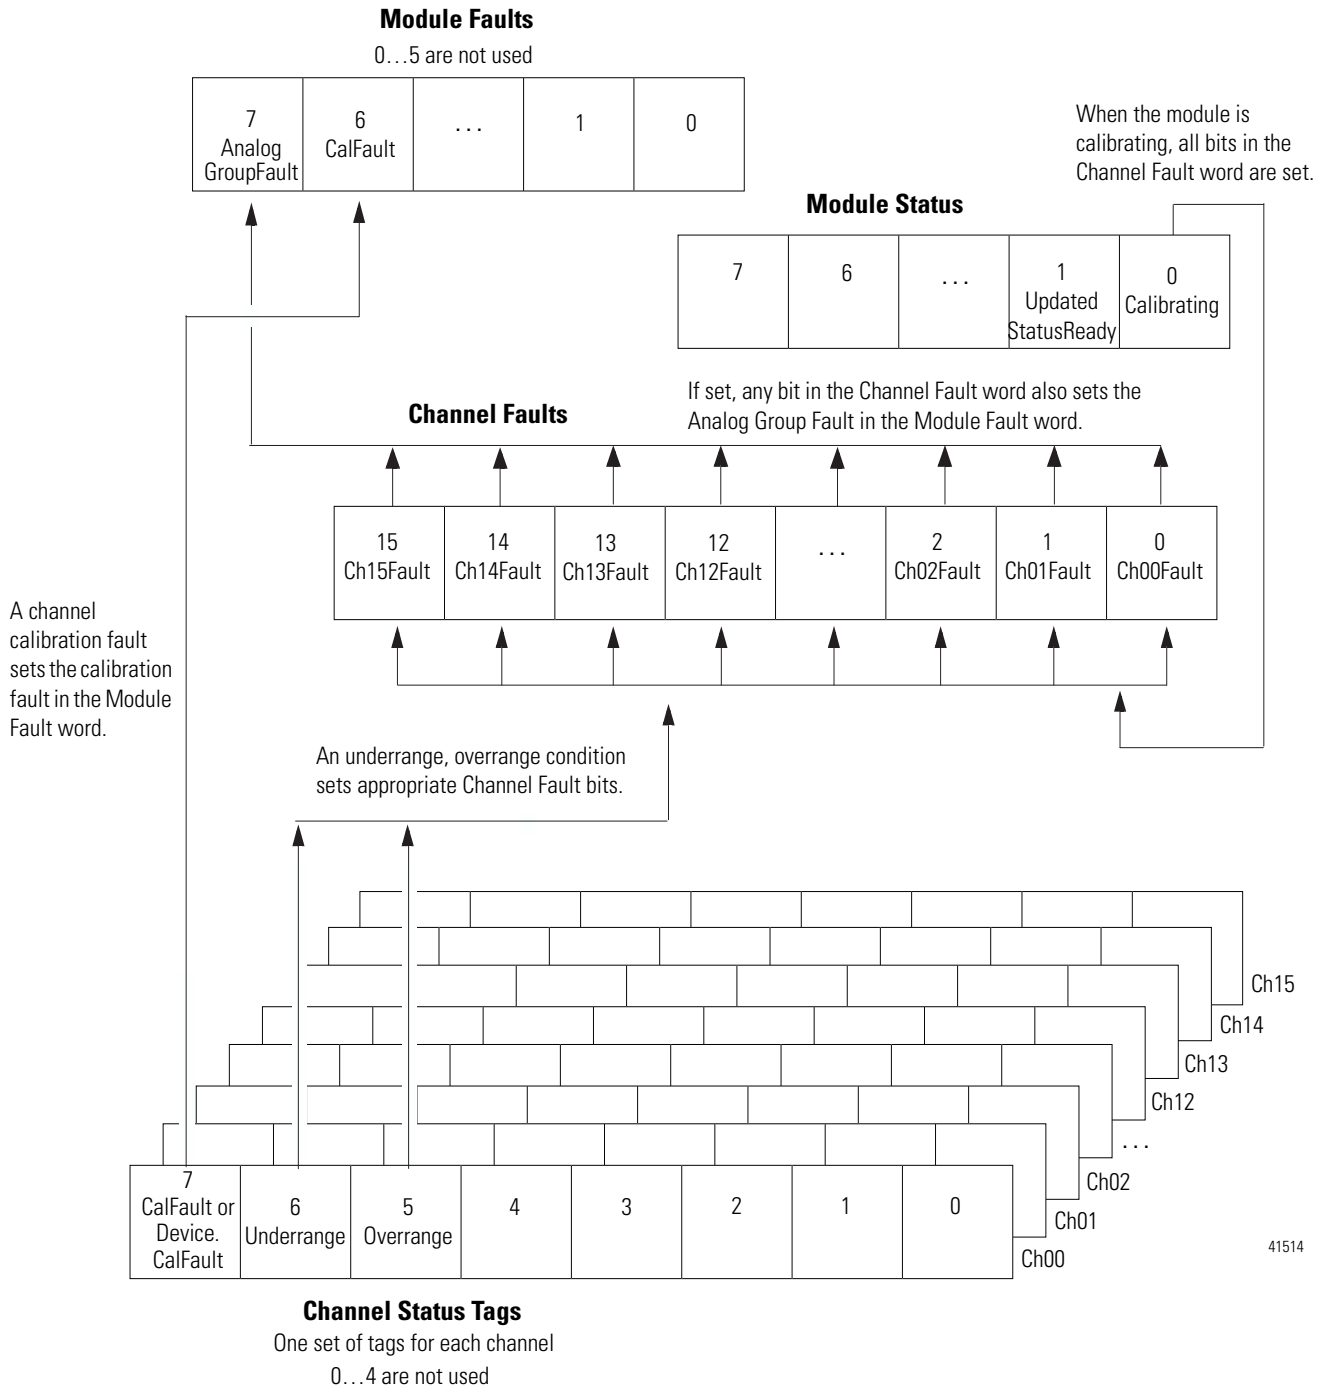 Module Faults
0...5 are not used
7
Analog
GroupFault
6
CalFault
...
1
0
When the module is
calibrating, all bits in the
Channel Fault word are set.
Module Status
7
6
...
1
Updated
StatusReady
0
Calibrating
If set, any bit in the Channel Fault word also sets the
Analog Group Fault in the Module Fault word.
Channel Faults
15
Ch15Fault
14
Ch14Fault
13
Ch13Fault
12
Ch12Fault
...
2
Ch02Fault
1
Ch01Fault
0
Ch00Fault
A channel
calibration fault
sets the calibration
fault in the Module
Fault word.
An underrange, overrange condition
sets appropriate Channel Fault bits.
Ch15
Ch14
Ch13
Ch12
...
Ch02
Ch01
Ch00
7
CalFault or
Device.
CalFault
6
Underrange
5
Overrange
4
3
2
1
0
41514
Channel Status Tags
One set of tags for each channel
0...4 are not used